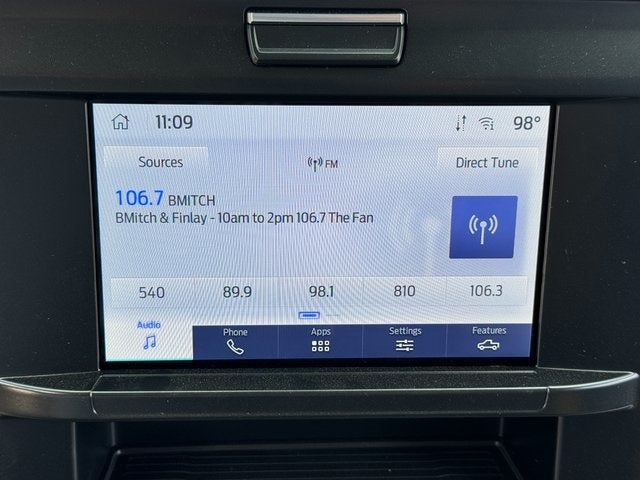 11:09 98°
Sources FM Direct Tune
106.7 BMITCH
BMitch & Finlay - 10am to 2pm 106.7 The Fan
540 89.9 98.1 810 106.3
Audio Phone Apps Settings Features